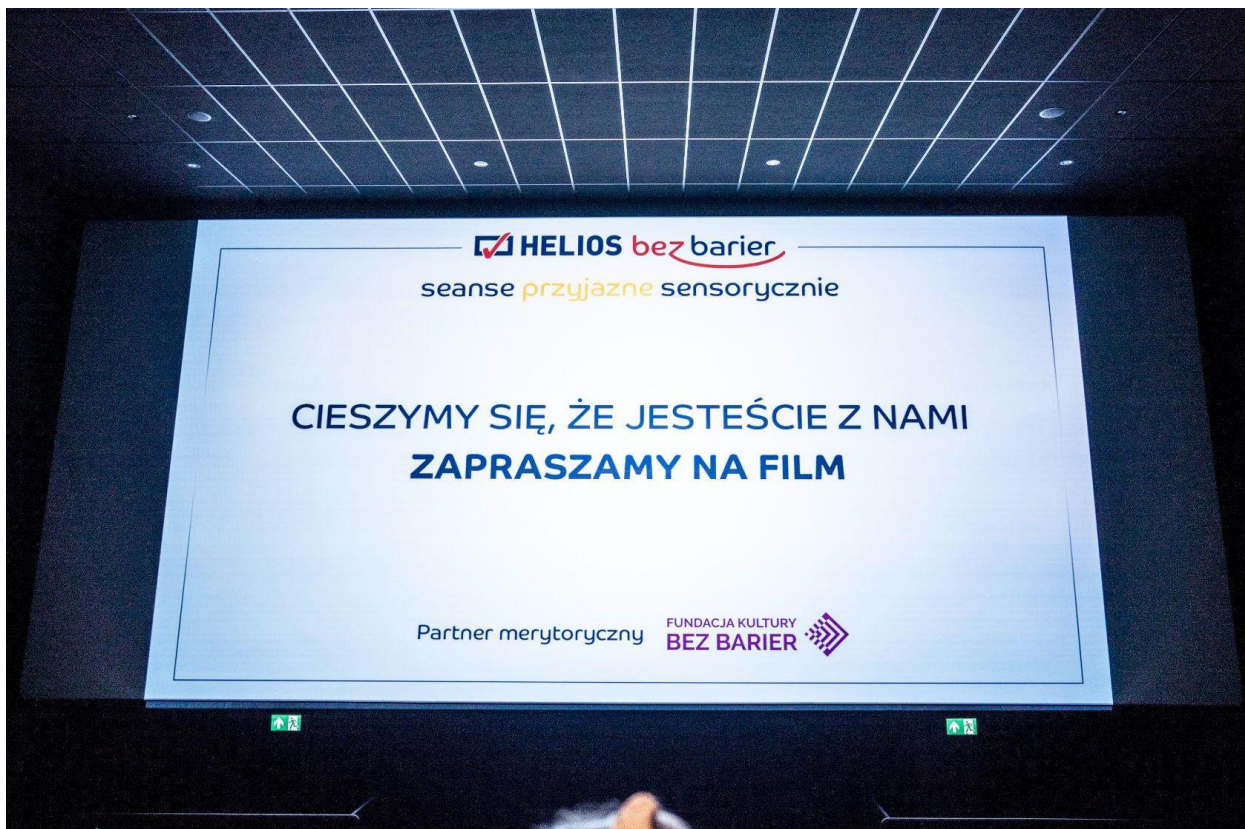 HELIOS bez barier
seanse przyjazne sensorycznie
CIESZYMY SIĘ, ŻE JESTEŚCIE Z NAMI
ZAPRASZAMY NA FILM
Partner merytoryczny
FUNDACJA KULTURY
BEZ BARIER